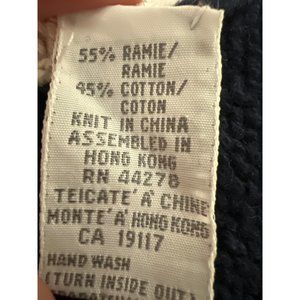 55% RAMIE/
RAMIE
45% COTTON/
COTON
KNIT IN CHINA
ASSEMBLED IN
HONG KONG
RN 44278
TEICATE'A' CHINE
MONTE'A' HONG KONG
CA 19117
HAND WASH
(TURN INSIDE OUT)